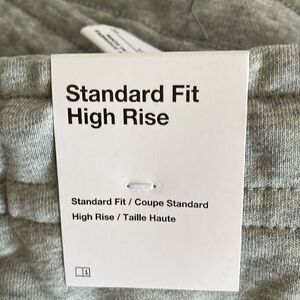 Standard Fit
High Rise
Standard Fit / Coupe Standard
High Rise / Taille Haute